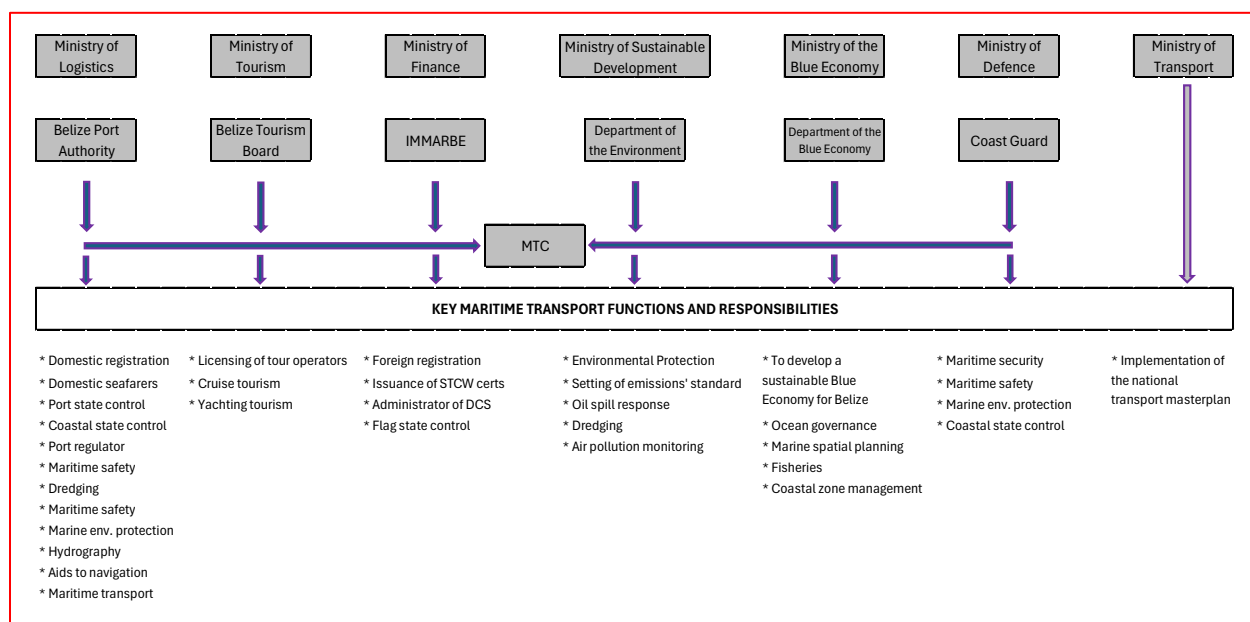 Ministry of
Logistics
Ministry of
Tourism
Ministry of
Finance
Ministry of Sustainable
Development
Ministry of the
Blue Economy
Ministry of
Defence
Ministry of
Transport
Belize Port
Authority
Belize Tourism
Board
IMMARBE
Department of
the Environment
Department of the
Blue Economy
Coast Guard
MTC
KEY MARITIME TRANSPORT FUNCTIONS AND RESPONSIBILITIES
* Domestic registration
* Domestic seafarers
* Port state control
* Coastal state control
* Port regulator
* Maritime safety
* Dredging
* Maritime safety
* Marine env. protection
* Hydrography
* Aids to navigation
* Maritime transport
* Licensing of tour operators
* Cruise tourism
* Yachting tourism
* Foreign registration
* Issuance of STCW certs
* Administrator of DCS
* Flag state control
* Environmental Protection
* Setting of emissions' standard
* Oil spill response
* Dredging
* Air pollution monitoring
* To develop a
sustainable Blue
Economy for Belize
* Ocean governance
* Marine spatial planning
* Fisheries
* Coastal zone management
* Maritime security
* Maritime safety
* Marine env. protection
* Coastal state control
* Implementation of
the national
transport masterplan